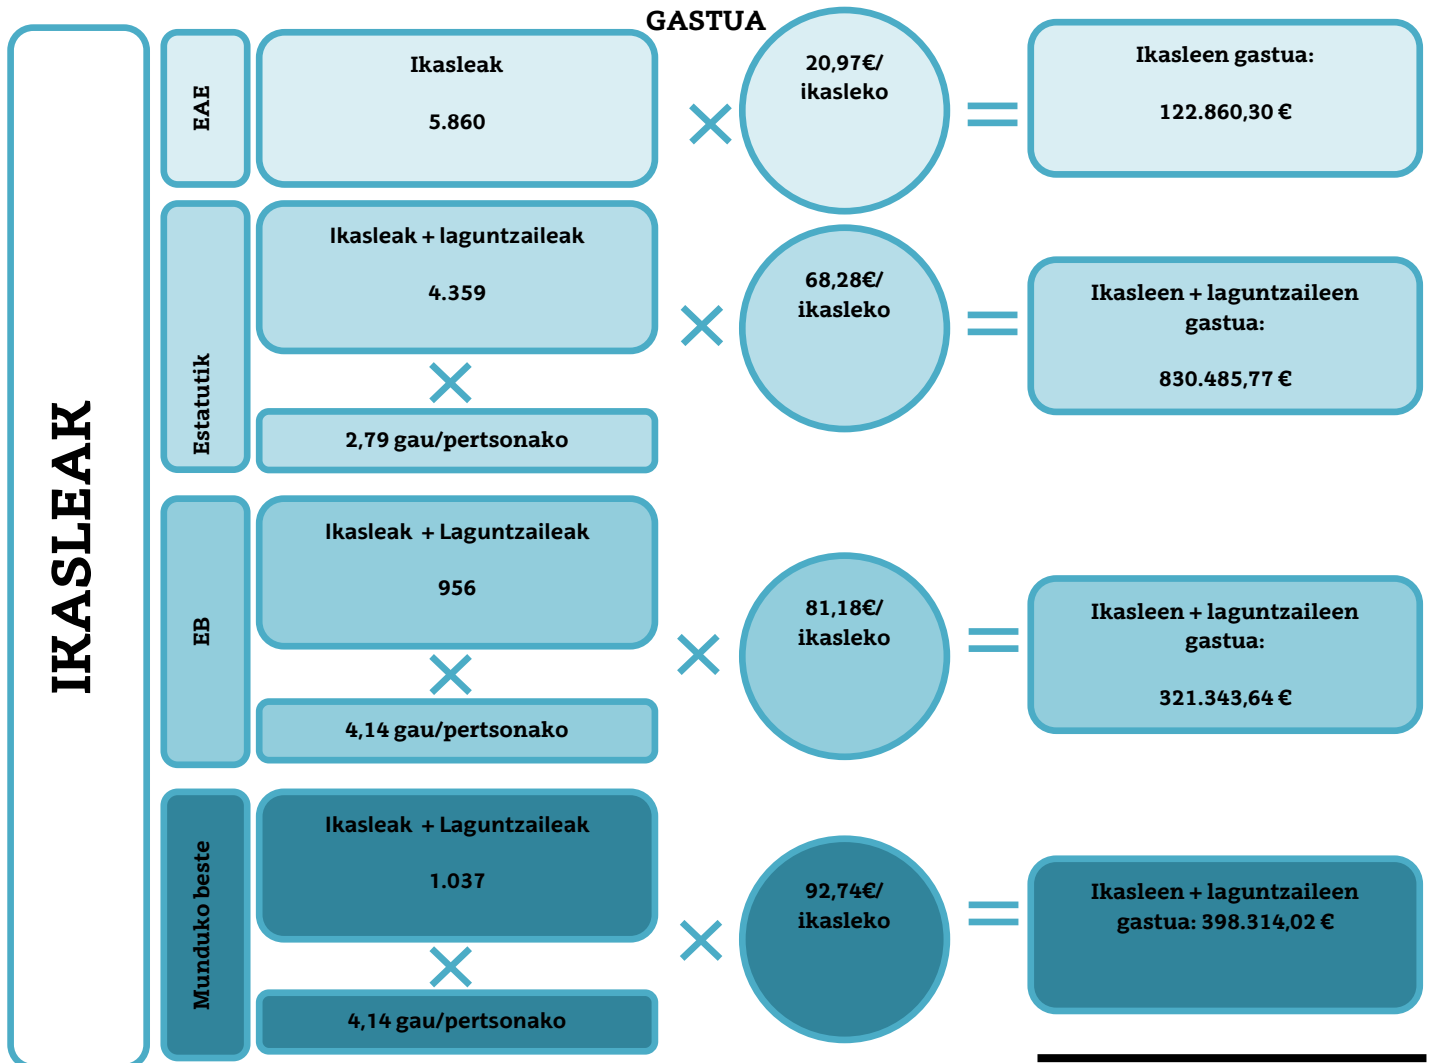 GASTUA
IKASLEAR
EAE
Ikasleak
5.860
20,97€/
ikasleko
Ikasleen gastua:
122.860,30 €
Estatutik
Ikasleak + laguntzaileak
4.359
2,79 gau/pertsonako
68,28€/
ikasleko
Ikasleen + laguntzaileen
gastua:
830.485,77 €
EB
Ikasleak + Laguntzaileak
956
4,14 gau/pertsonako
81,18€/
ikasleko
Ikasleen + laguntzaileen
gastua:
321.343,64 €
Munduko beste
Ikasleak + Laguntzaileak
1.037
4,14 gau/pertsonako
92,74€/
ikasleko
Ikasleen + laguntzaileen
gastua: 398.314,02 €